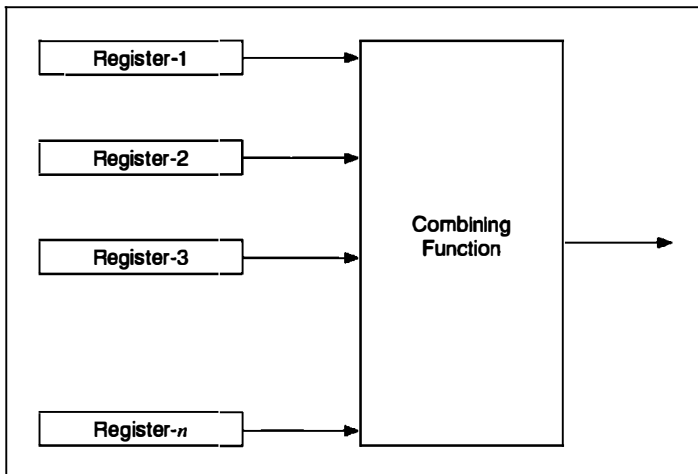 Register-1
Register-2
Register-3
Register-n
Combining
Function